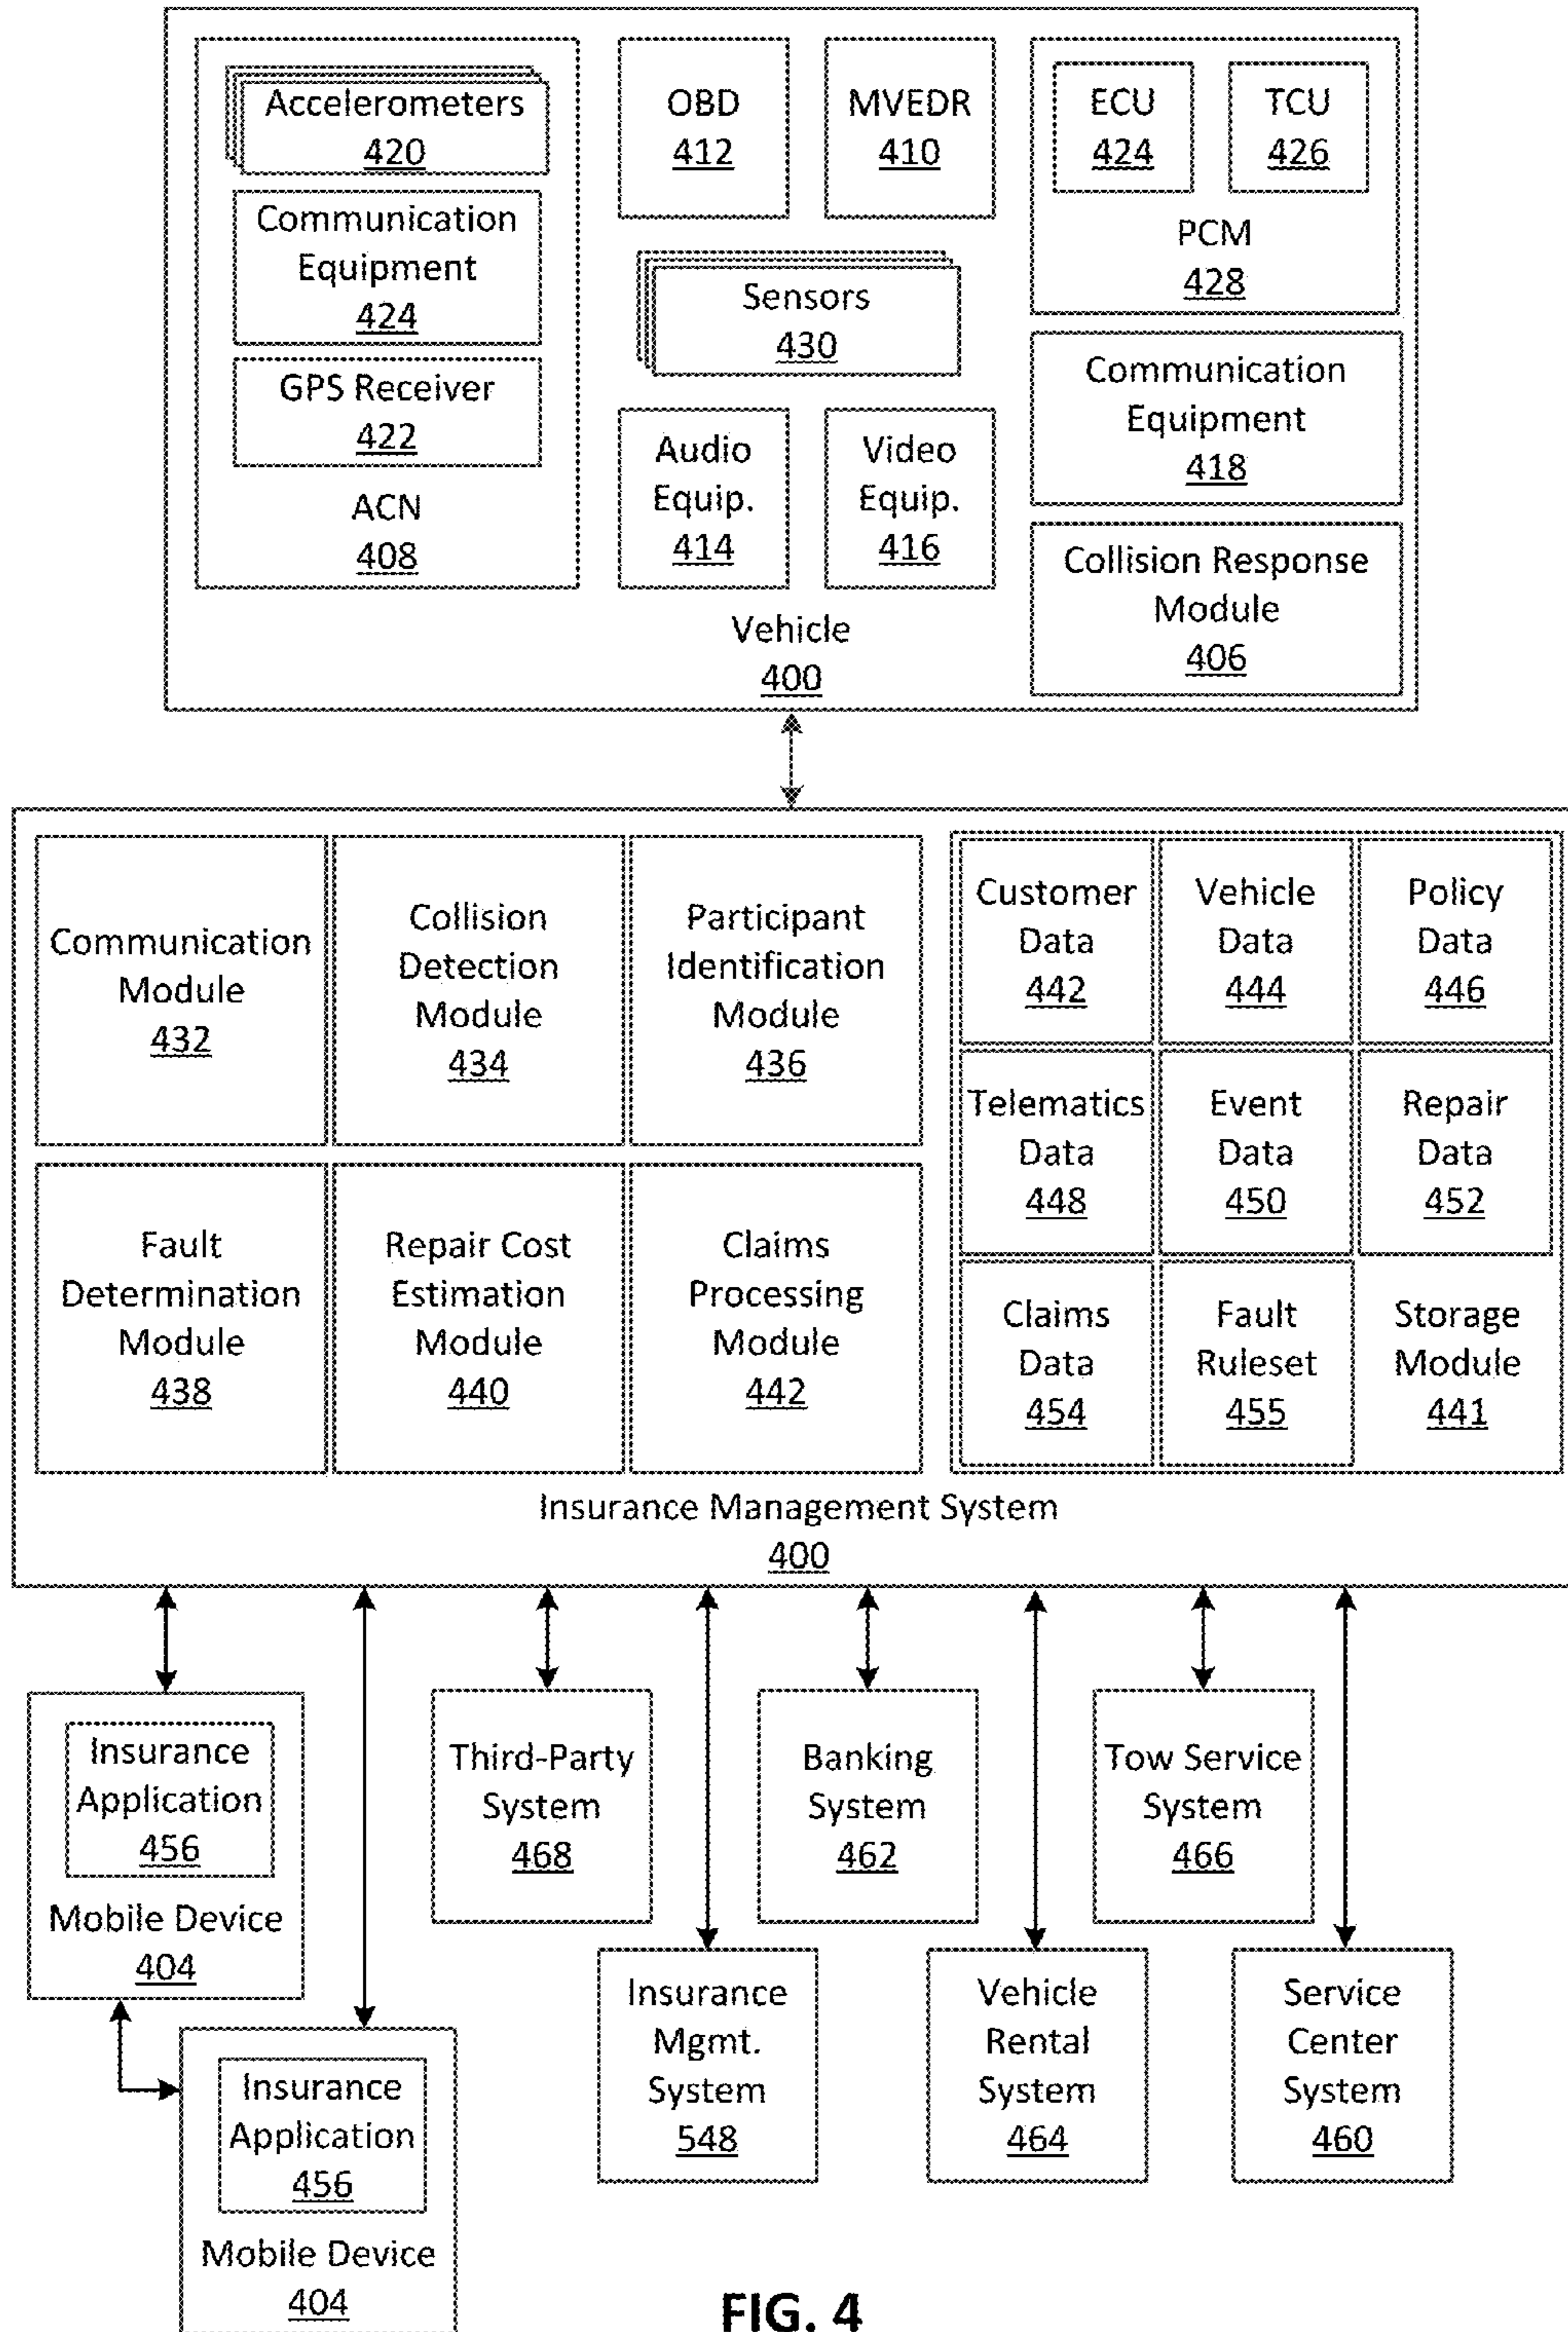 Accelerometers
420
Communication
Equipment
424
GPS Receiver
422
ACN
408
OBD
412
MVEDR
410
Sensors
430
Audio
Equip.
414
Video
Equip.
416
ECU
424
TCU
426
PCM
428
Communication
Equipment
418
Collision Response
Module
406
Vehicle
400
Communication
Module
432
Collision
Detection
Module
434
Participant
Identification
Module
436
Fault
Determination
Module
438
Repair Cost
Estimation
Module
440
Claims
Processing
Module
442
Customer
Data
442
Vehicle
Data
444
Policy
Data
446
Telematics
Data
448
Event
Data
450
Repair
Data
452
Claims
Data
454
Fault
Ruleset
455
Storage
Module
441
Insurance Management System
400
Insurance
Application
456
Mobile Device
404
Insurance
Application
456
Mobile Device
404
Third-Party
System
468
Insurance
Mgmt.
System
548
Banking
System
462
Vehicle
Rental
System
464
Tow Service
System
466
Service
Center
System
460
FIG. 4